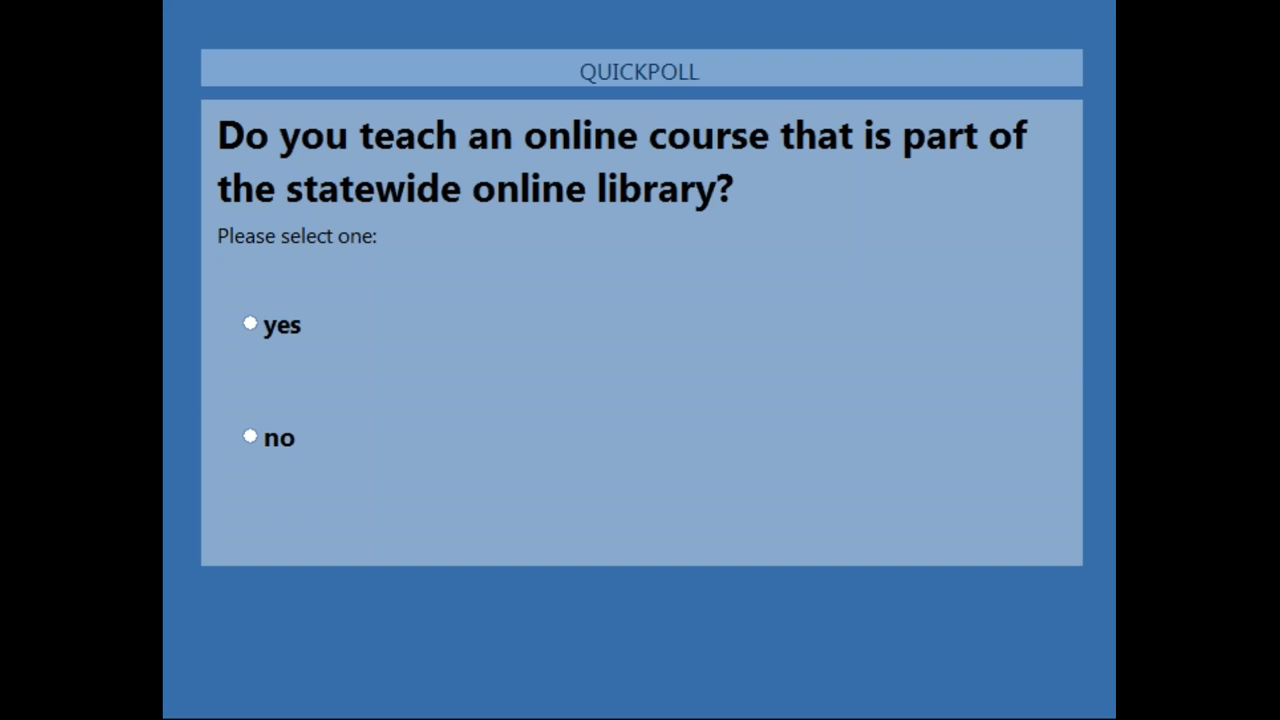 QUICKPOLL
Do you teach an online course that is part of
the statewide online library?
Please select one:
yes
no